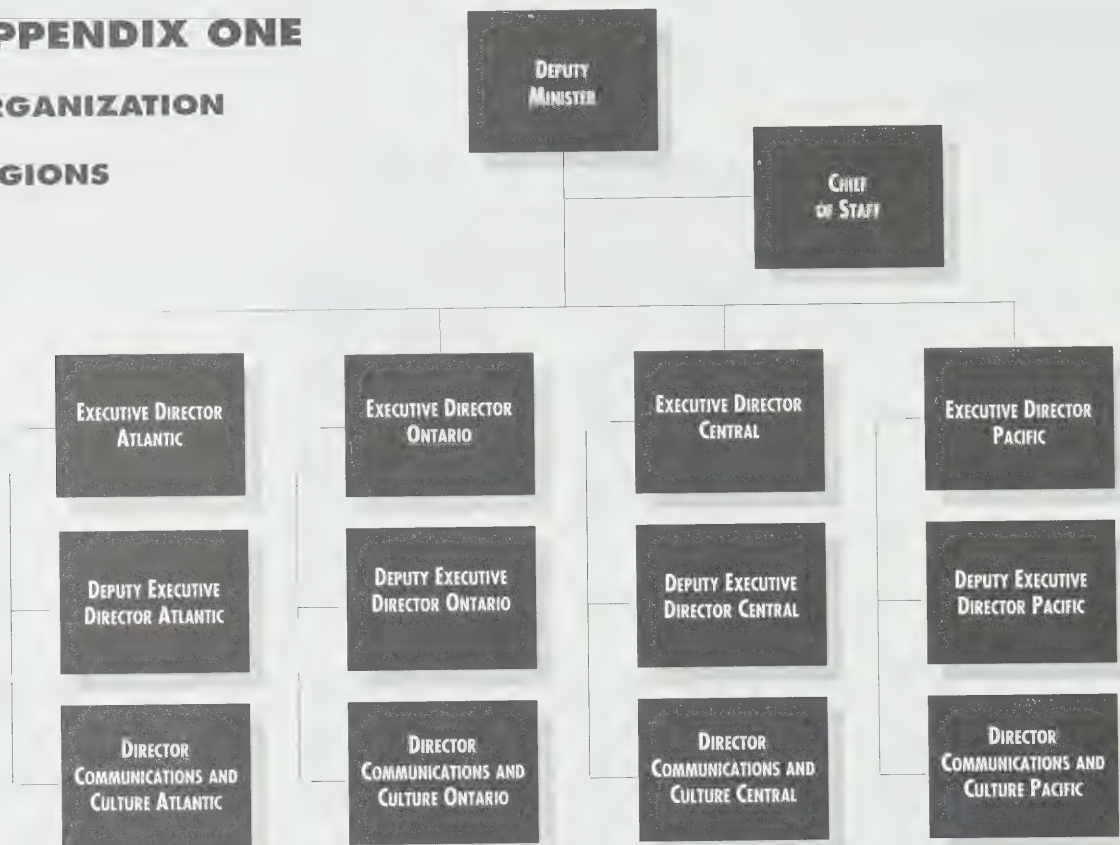 PPENDIX ONE
RGANIZATION
GIONS
DEPUTY
MINISTER
CHIEF
OF STAFF
EXECUTIVE DIRECTOR
ATLANTIC
EXECUTIVE DIRECTOR
ONTARIO
EXECUTIVE DIRECTOR
CENTRAL
EXECUTIVE DIRECTOR
PACIFIC
DEPUTY EXECUTIVE
DIRECTOR ATLANTIC
DEPUTY EXECUTIVE
DIRECTOR ONTARIO
DEPUTY EXECUTIVE
DIRECTOR CENTRAL
DEPUTY EXECUTIVE
DIRECTOR PACIFIC
DIRECTOR
COMMUNICATIONS AND
CULTURE ATLANTIC
DIRECTOR
COMMUNICATIONS AND
CULTURE ONTARIO
DIRECTOR
COMMUNICATIONS AND
CULTURE CENTRAL
DIRECTOR
COMMUNICATIONS AND
CULTURE PACIFIC